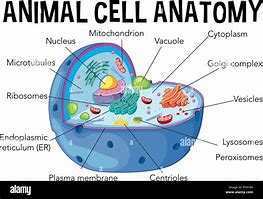 ANIMAL CELL ANATOMY
Mitochondrion
Cytoplasm
Nucleus
Vacuole
Microtubules
Golgi complex
Ribosomes
Vesicles
Endoplasmic
reticulum (ER)
Lysosomes
Peroxisomes
Plasma membrane
Centrioles
alamy